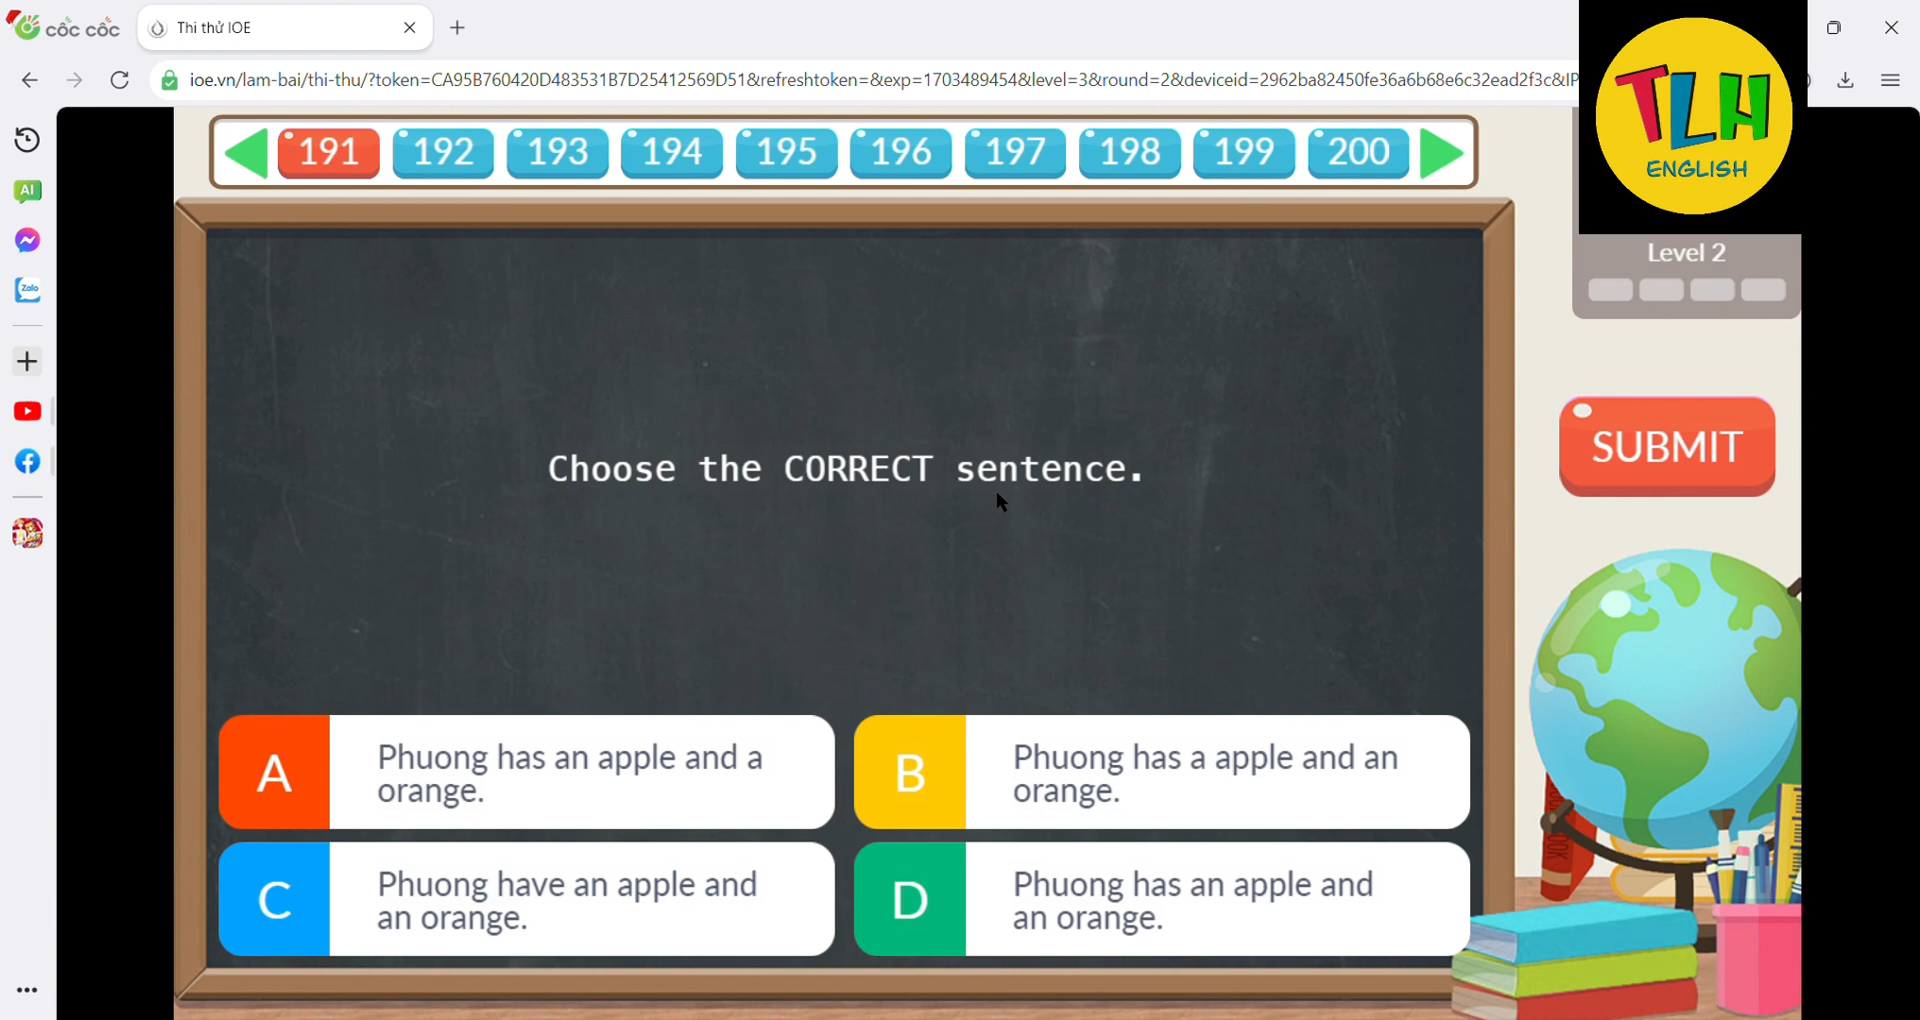 cốc cốc
Thi thử IOE
ioe.vn/lam-bai/thi-thu/?token=CA95B760420D483531B7D25412569D51&refreshtoken=&exp=1703489454&level=3&round=2&deviceid=2962ba82450fe36a6b68e6c32ead2f3c&IP
TLH
ENGLISH
AI
Zalo
191 192 193 194 195 196 197 198 199 200
Level 2
Choose the CORRECT sentence.
SUBMIT
A
Phuong has an apple and a
orange.
B
Phuong has a apple and an
orange.
C
Phuong have an apple and
an orange.
D
Phuong has an apple and
an orange.